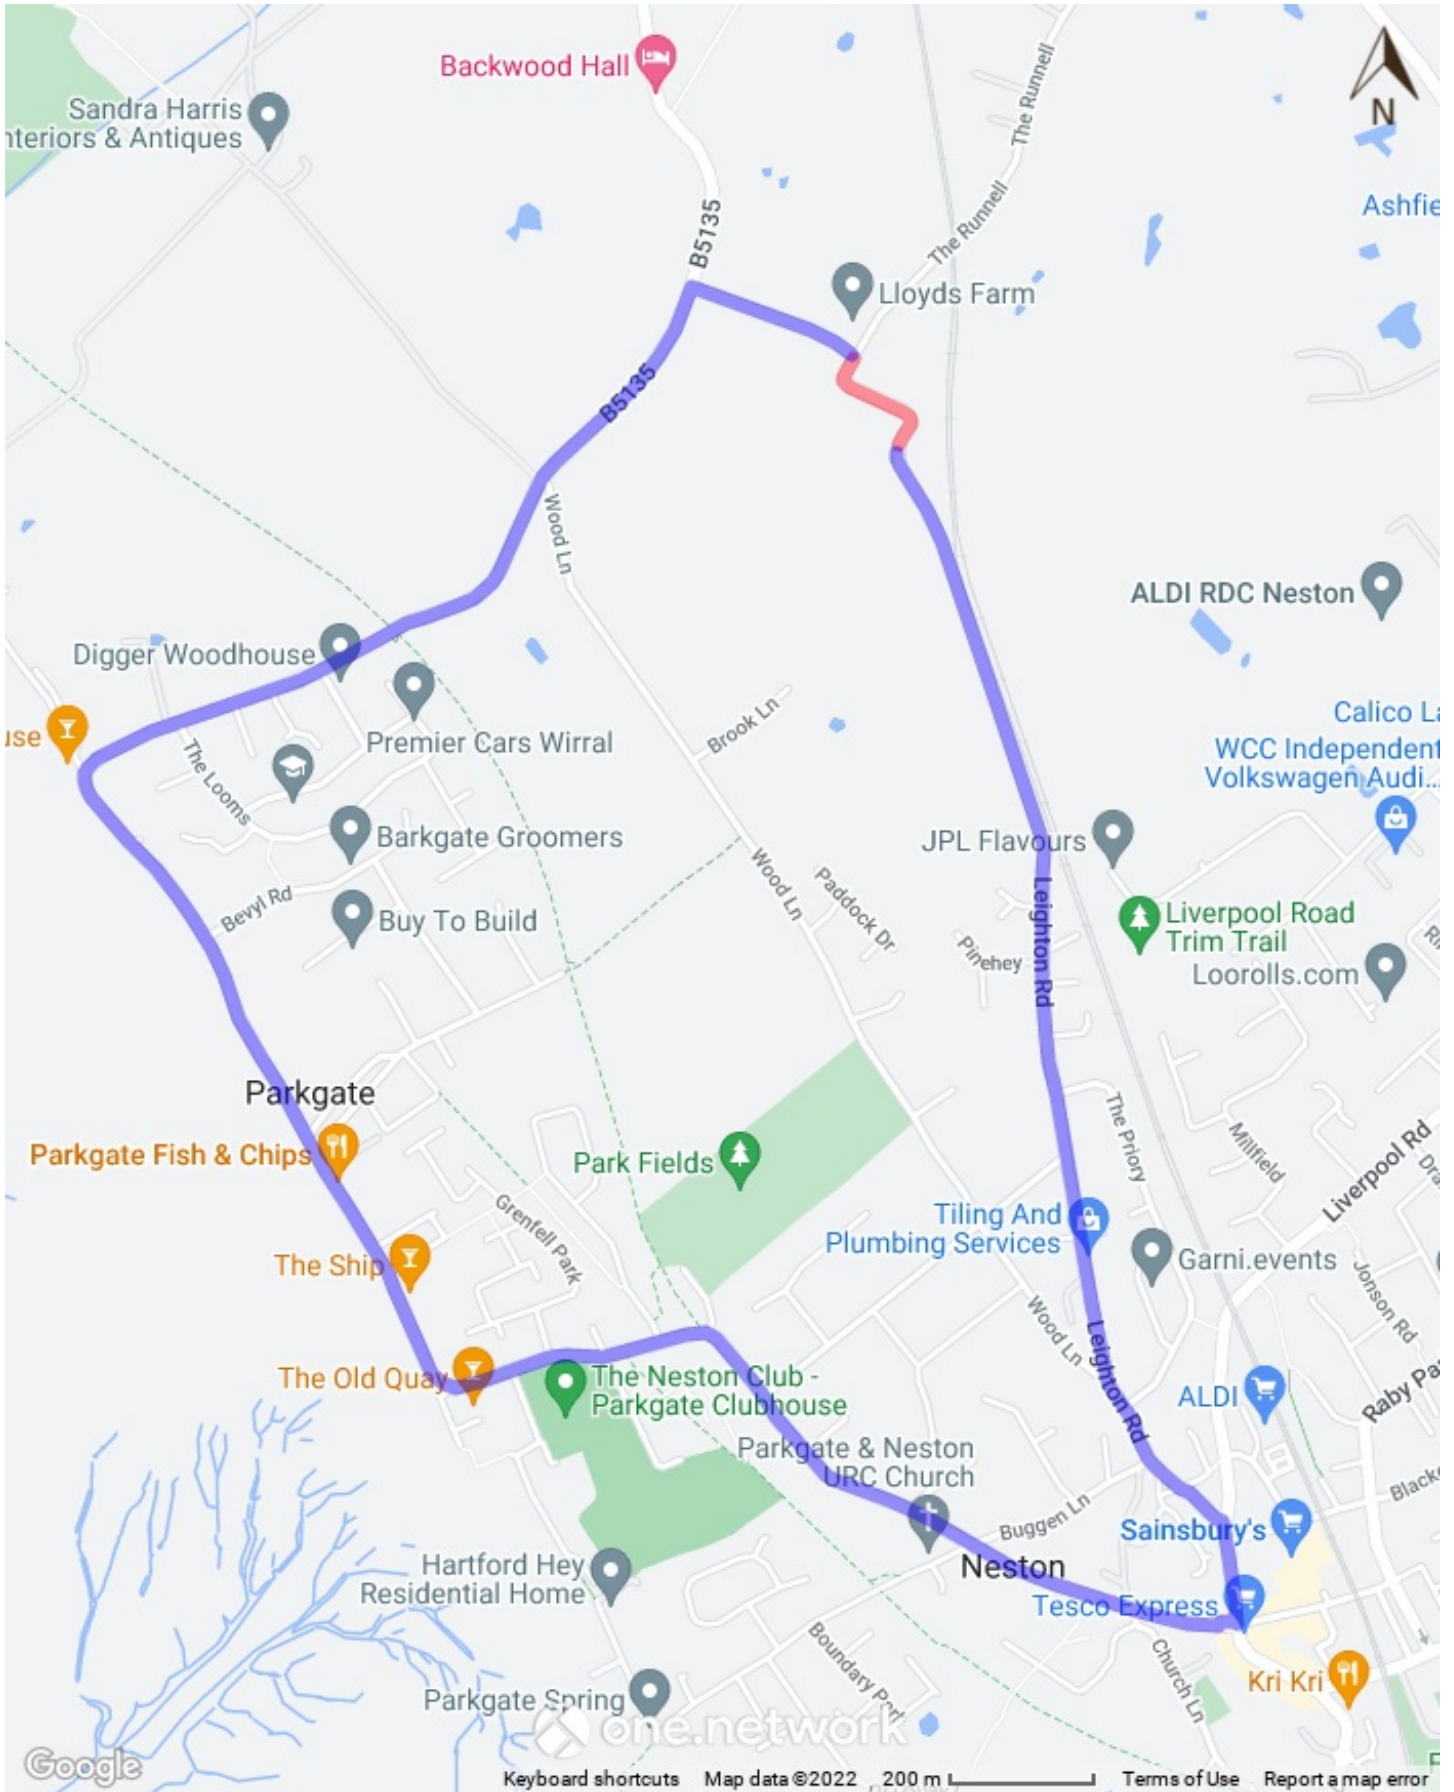 Backwood Hall
Sandra Harris
nteriors & Antiques
The Runnell
N
The Runnell
Ashfie
B5135
Lloyds Farm
B5135
Wood Ln
ALDI RDC Neston
Digger Woodhouse
Brook Ln
Calico La
use
Premier Cars Wirral
WCC Independent
Volkswagen Audi...
The Looms
Barkgate Groomers
JPL Flavours
Wood Ln
Paddock Dr
Leighton Rd
Bevyl Rd
Buy To Build
Liverpool Road
Trim Trail
Pinehey
Loorolls.com
Parkgate
The Priory
Millfield
Liverpool Rd
Parkgate Fish & Chips
Park Fields
Grenfell Park
Tiling And
Plumbing Services
Garni.events
The Ship
Jonson Rd
Wood Ln
Leighton Rd
The Old Quay
The Neston Club -
Parkgate Clubhouse
ALDI
Raby Pa
Parkgate & Neston
URC Church
Buggen Ln
Blacke
Sainsbury's
Hartford Hey
Residential Home
Neston
Tesco Express
Boundary Park
Church Ln
Kri Kri
Parkgate Spring
one.network
Google
Keyboard shortcuts Map data ©2022 200 m Terms of Use Report a map error